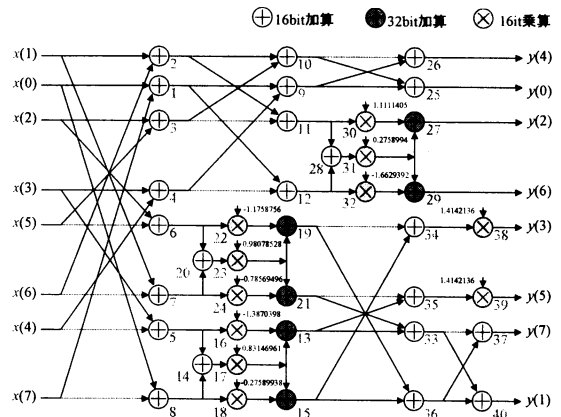 16bit加算 32bit加算 16it乗算
x(1) 2 10 26 y(4)
x(0) 1 9 25 y(0)
1.1111405
x(2) 3 11 30 27 y(2)
0.2758994
28 31
-1.6629392
x(3) 4 12 32 29 y(6)
-1.1758756 1.4142136
x(5) 6 22 19 34 38 y(3)
0.98078528
20 23
-0.78569496 1.4142136
x(6) 7 24 21 35 39 y(5)
-1.3870398
x(4) 5 16 13 33 37 y(7)
0.83146961
14 17
-0.27589938
x(7) 8 18 15 36 40 y(1)